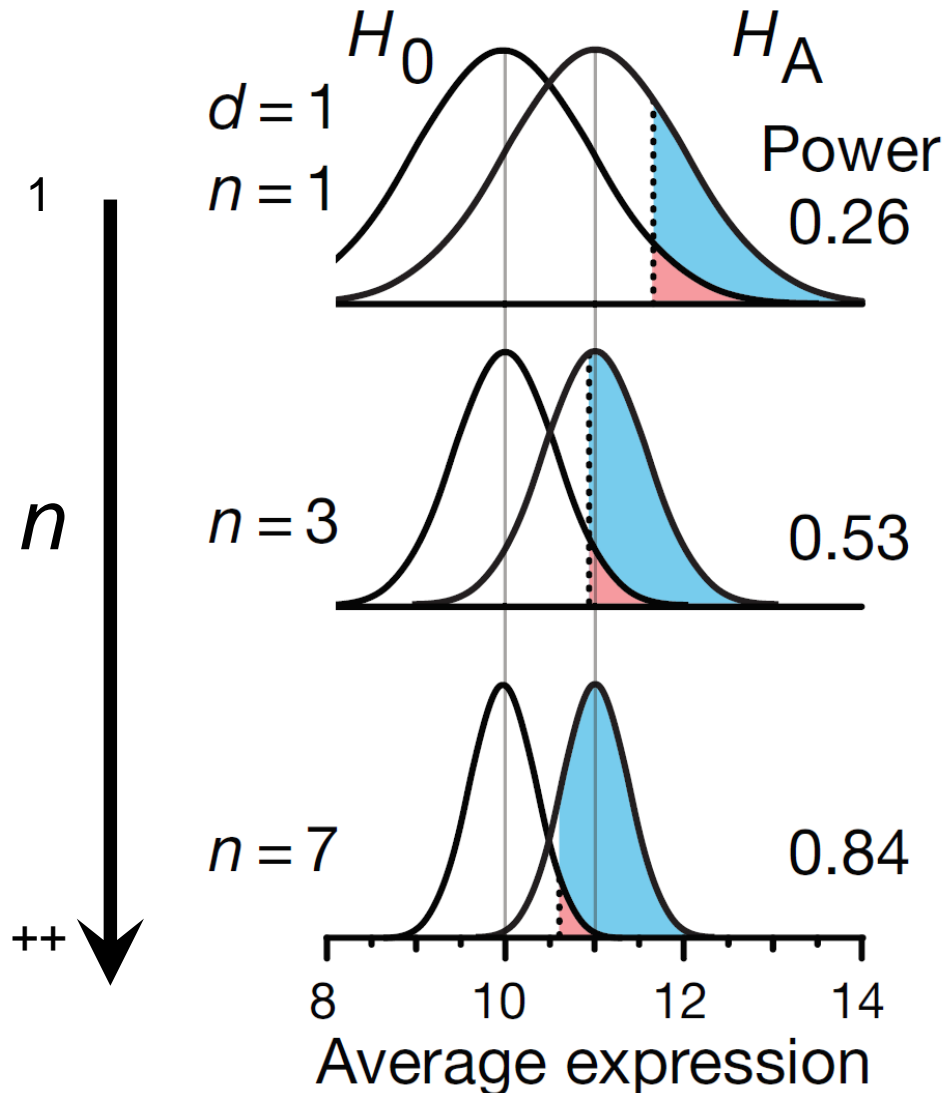 H0 HA
d = 1
Power
1
n = 1
0.26
n
n = 3
0.53
n = 7
0.84
++
8 10 12 14
Average expression